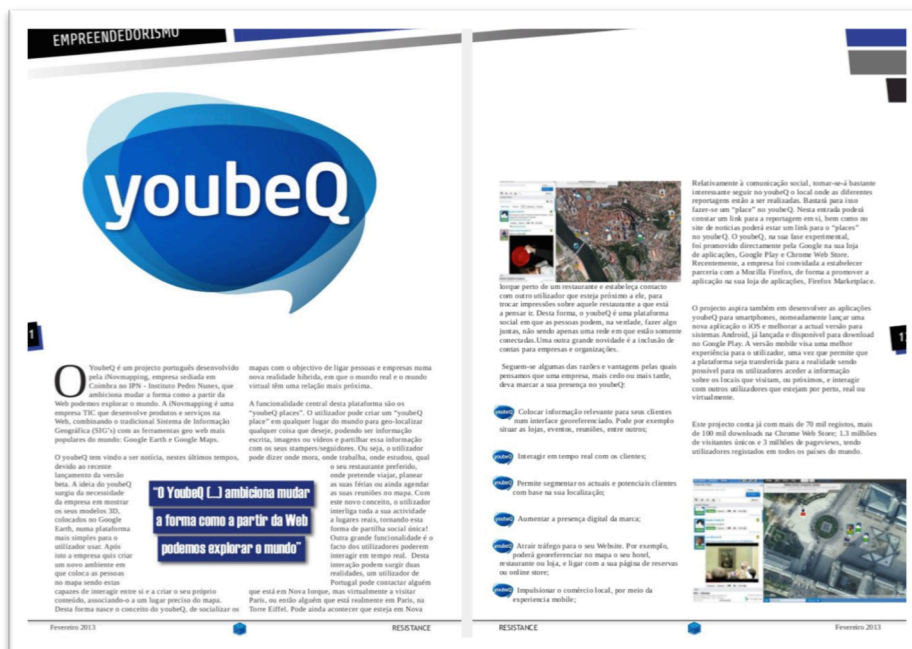 EMPREENDEDORISMO
youbeQ
1
O YoubeQ é um projecto português desenvolvido
pela iNovmapping, empresa sediada em
Coimbra no IPN - Instituto Pedro Nunes, que
ambiciona mudar a forma como a partir da
Web podemos explorar o mundo. A iNovmapping é uma
empresa TIC que desenvolve produtos e serviços na
Web, combinando o tradicional Sistema de Informação
Geográfica (SIG's) com as ferramentas geo web mais
populares do mundo: Google Earth e Google Maps.
O youbeQ tem vindo a ser notícia, nestes últimos tempos,
devido ao recente
lançamento da versão
beta. A ideia do youbeQ
surgiu da necessidade
da empresa em mostrar
os seus modelos 3D,
colocados no Google
Earth, numa plataforma
mais simples para o
utilizador usar. Após
isto a empresa quis criar
um novo ambiente em
que coloca as pessoas
no mapa sendo estas
capazes de interagir entre si e a criar o seu próprio
conteúdo, associando-o a um lugar preciso do mapa.
Desta forma nasce o conceito do youbeQ, de socializar os
"O YoubeQ (...) ambiciona mudar
a forma como a partir da Web
podemos explorar o mundo"
mapas com o objectivo de ligar pessoas e empresas numa
nova realidade híbrida, em que o mundo real e o mundo
virtual têm uma relação mais próxima.
A funcionalidade central desta plataforma são os
"youbeQ places". O utilizador pode criar um "youbeQ
place" em qualquer lugar do mundo para geo-localizar
qualquer coisa que deseje, podendo ser informação
escrita, imagens ou vídeos e partilhar essa informação
com os seus stampers/seguidores. Ou seja, o utilizador
pode dizer onde mora, onde trabalha, onde estudou, qual
o seu restaurante preferido,
onde pretende viajar, planear
as suas férias ou ainda agendar
as suas reuniões no mapa. Com
este novo conceito, o utilizador
interliga toda a sua actividade
a lugares reais, tornando esta
forma de partilha social única!
Outra grande funcionalidade é o
facto dos utilizadores poderem
interagir em tempo real. Desta
interação podem surgir duas
realidades, um utilizador de
Portugal pode contactar alguém
que está em Nova Iorque, mas virtualmente a visitar
Paris, ou então alguém que está realmente em Paris, na
Torre Eiffel. Pode ainda acontecer que esteja em Nova
Fevereiro 2013
RESISTANCE
Iorque perto de um restaurante e estabeleça contacto
com outro utilizador que esteja próximo a ele, para
trocar impressões sobre aquele restaurante a que está
a pensar ir. Desta forma, o youbeQ é uma plataforma
social em que as pessoas podem, na verdade, fazer algo
juntas, não sendo apenas uma rede em que estão somente
conectadas.Uma outra grande novidade é a inclusão de
contas para empresas e organizações.
Seguem-se algumas das razões e vantagens pelas quais
pensamos que uma empresa, mais cedo ou mais tarde,
deva marcar a sua presença no youbeQ:
youbeQ Colocar informação relevante para seus clientes
num interface georeferenciado. Pode por exemplo
situar as lojas, eventos, reuniões, entre outros;
youbeQ Interagir em tempo real com os clientes;
youbeQ Permite segmentar os actuais e potenciais clientes
com base na sua localização;
youbeQ Aumentar a presença digital da marca;
youbeQ Atrair tráfego para o seu Website. Por exemplo,
poderá georeferenciar no mapa o seu hotel,
restaurante ou loja, e ligar com a sua página de reservas
ou online store;
youbeQ Impulsionar o comércio local, por meio da
experiencia mobile;
Relativamente à comunicação social, tornar-se-á bastante
interessante seguir no youbeQ o local onde as diferentes
reportagens estão a ser realizadas. Bastará para isso
fazer-se um "place" no youbeQ. Nesta entrada poderá
constar um link para a reportagem em si, bem como no
site de noticias poderá estar um link para o "places"
no youbeQ. O youbeQ, na sua fase experimental,
foi promovido directamente pela Google na sua loja
de aplicações, Google Play e Chrome Web Store.
Recentemente, a empresa foi convidada a estabelecer
parceria com a Mozilla Firefox, de forma a promover a
aplicação na sua loja de aplicações, Firefox Marketplace.
O projecto aspira também em desenvolver as aplicações
youbeQ para smartphones, nomeadamente lançar uma
nova aplicação o iOS e melhorar a actual versão para
sistemas Android, já lançada e disponível para download
no Google Play. A versão mobile visa uma melhor
experiência para o utilizador, uma vez que permite que
a plataforma seja transferida para a realidade sendo
possível para os utilizadores aceder a informação
sobre os locais que visitam, ou próximos, e interagir
com outros utilizadores que estejam por perto, real ou
virtualmente.
Este projecto conta já com mais de 70 mil registos, mais
de 100 mil downloads na Chrome Web Store; 1.3 milhões
de visitantes únicos e 3 milhões de pageviews, tendo
utilizadores registados em todos os países do mundo.
RESISTANCE
Fevereiro 2013